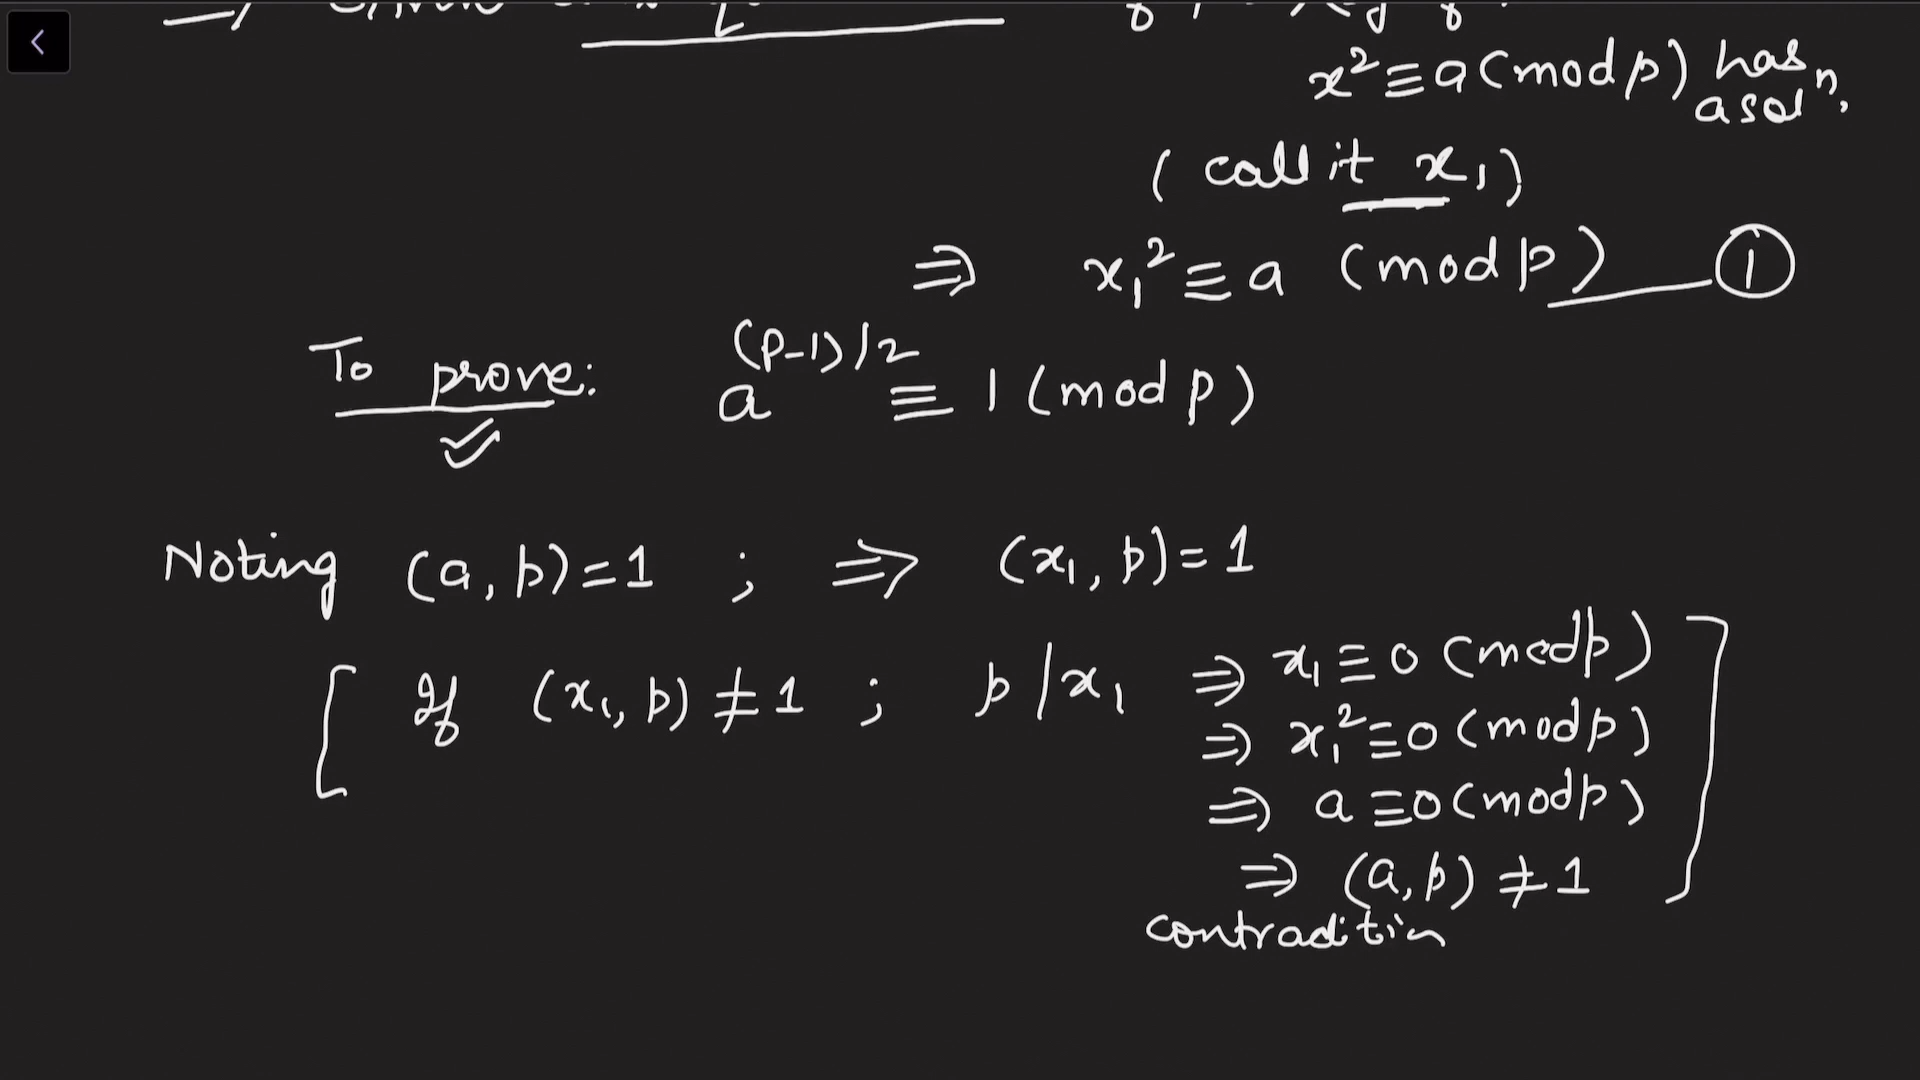 x² ≡ a (mod p) has
a solⁿ.
(call it x₁)
⇒ x₁² ≡ a (mod p) — ①
To prove: a^(p-1)/2 ≡ 1 (mod p)
Noting (a, p) = 1 ; ⇒ (x₁, p) = 1
[ If (x₁, p) ≠ 1 ; p | x₁ ⇒ x₁ ≡ 0 (mod p)
⇒ x₁² ≡ 0 (mod p)
⇒ a ≡ 0 (mod p)
⇒ (a, p) ≠ 1 ]
contraditin